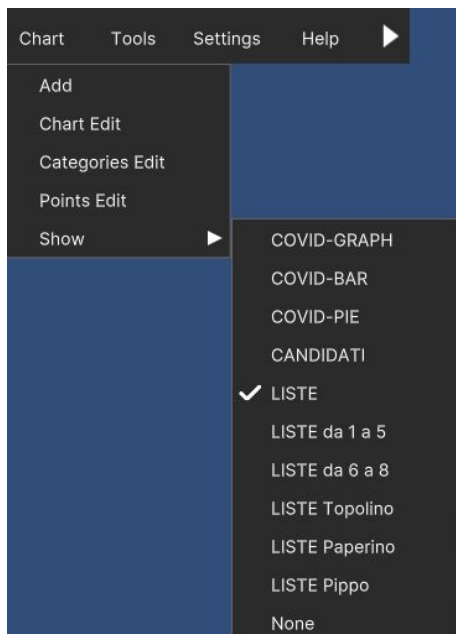 Chart Tools Settings Help
Add
Chart Edit
Categories Edit
Points Edit
Show
COVID-GRAPH
COVID-BAR
COVID-PIE
CANDIDATI
LISTE
LISTE da 1 a 5
LISTE da 6 a 8
LISTE Topolino
LISTE Paperino
LISTE Pippo
None